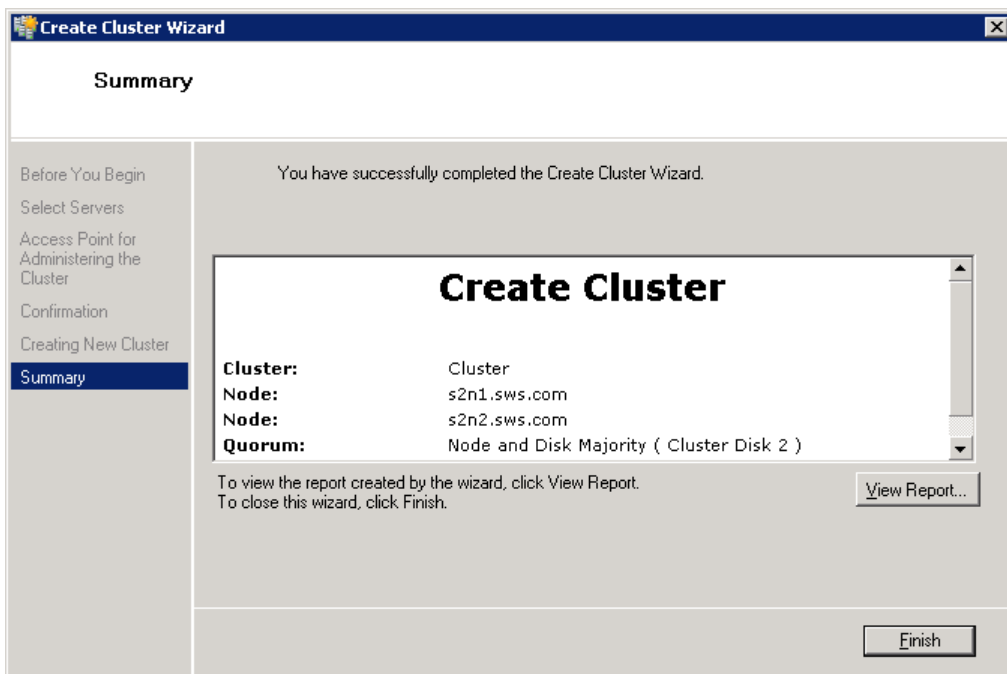 Create Cluster Wizard
Summary
Before You Begin
Select Servers
Access Point for
Administering the
Cluster
Confirmation
Creating New Cluster
Summary
You have successfully completed the Create Cluster Wizard.
Create Cluster
Cluster: Cluster
Node: s2n1.sws.com
Node: s2n2.sws.com
Quorum: Node and Disk Majority ( Cluster Disk 2 )
To view the report created by the wizard, click View Report.
To close this wizard, click Finish.
View Report...
Finish